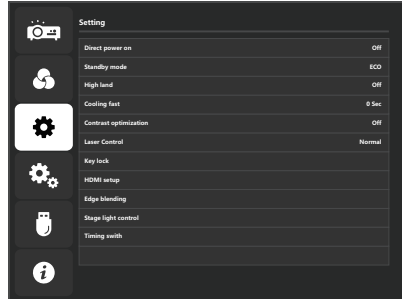 Setting
Direct power on Off
Standby mode ECO
High land Off
Cooling fast 0 Sec
Contrast optimization Off
Laser Control Normal
Key lock
HDMI setup
Edge blending
Stage light control
Timing swith
i